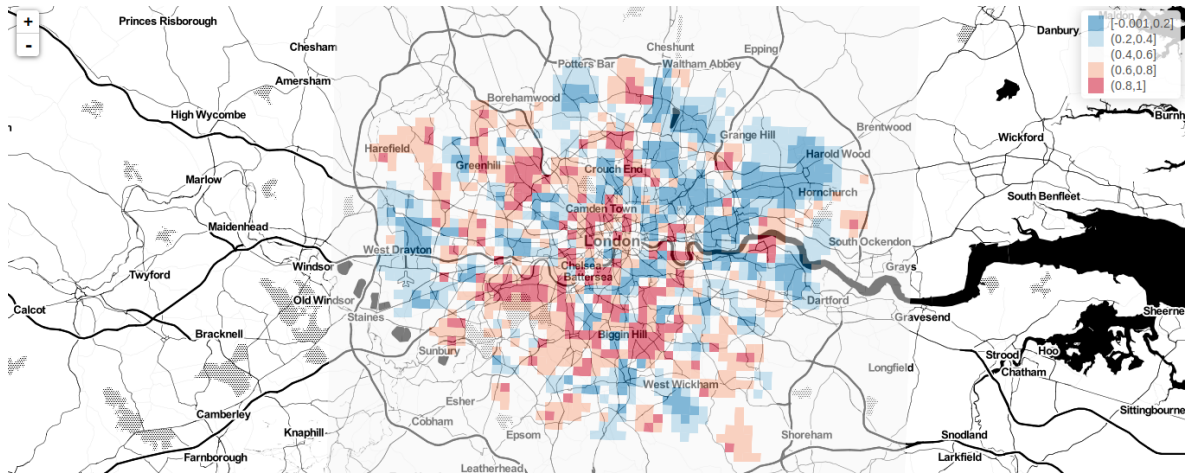 +
-
Princes Risborough
Chesham
Amersham
High Wycombe
Marlow
Maidenhead
Windsor
Twyford
Old Windsor
Calcot
Bracknell
Staines
Sunbury
Camberley
Farnborough
Knaphill
Cobham
Esher
Epsom
Leatherhead
Potters Bar
Cheshunt
Waltham Abbey
Epping
Borehamwood
Harefield
Greenhill
Crouch End
Camden Town
London
Chelsea
Battersea
West Drayton
Biggin Hill
West Wickham
Grange Hill
Harold Wood
Hornchurch
Brentwood
South Ockendon
Grays
Dartford
Gravesend
Longfield
Shoreham
Danbury
Maldon
[-0.001,0.2]
(0.2,0.4]
(0.4,0.6]
(0.6,0.8]
(0.8,1]
Burnh
Wickford
South Benfleet
Sheerne
Strood
Hoo
Chatham
Sittingbourne
Snodland
Larkfield